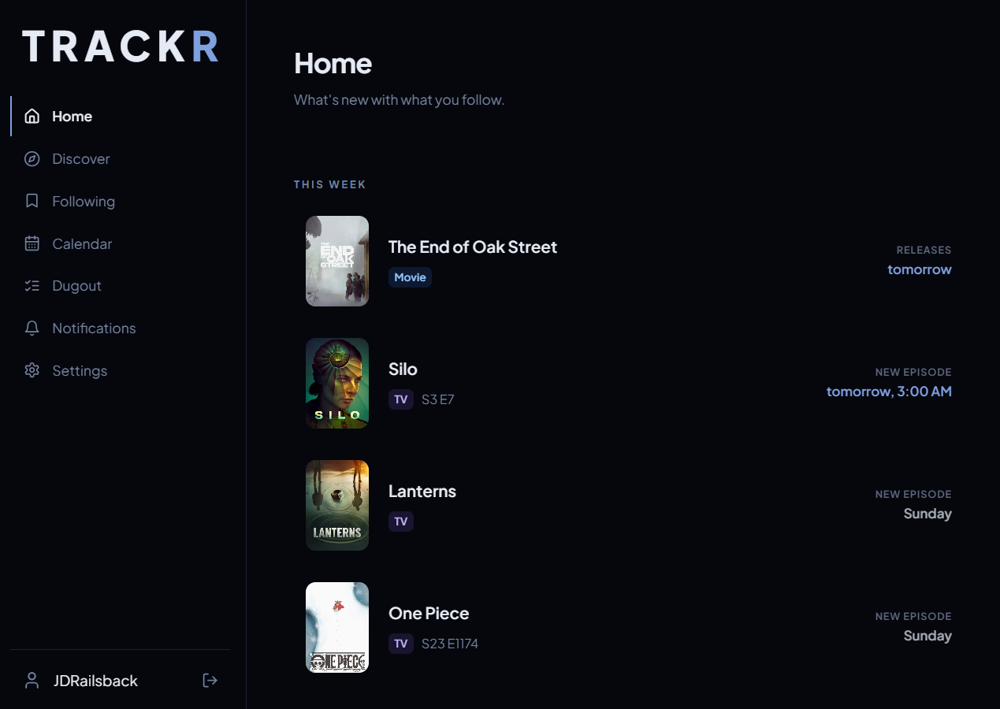 TRACKR
Home
Discover
Following
Calendar
Dugout
Notifications
Settings
JDRailsback
Home
What's new with what you follow.
THIS WEEK
THE
END
OF OAK
STREET
The End of Oak Street
Movie
RELEASES
tomorrow
SILO
Silo
TV S3 E7
NEW EPISODE
tomorrow, 3:00 AM
LANTERNS
Lanterns
TV
NEW EPISODE
Sunday
ONE PIECE
One Piece
TV S23 E1174
NEW EPISODE
Sunday